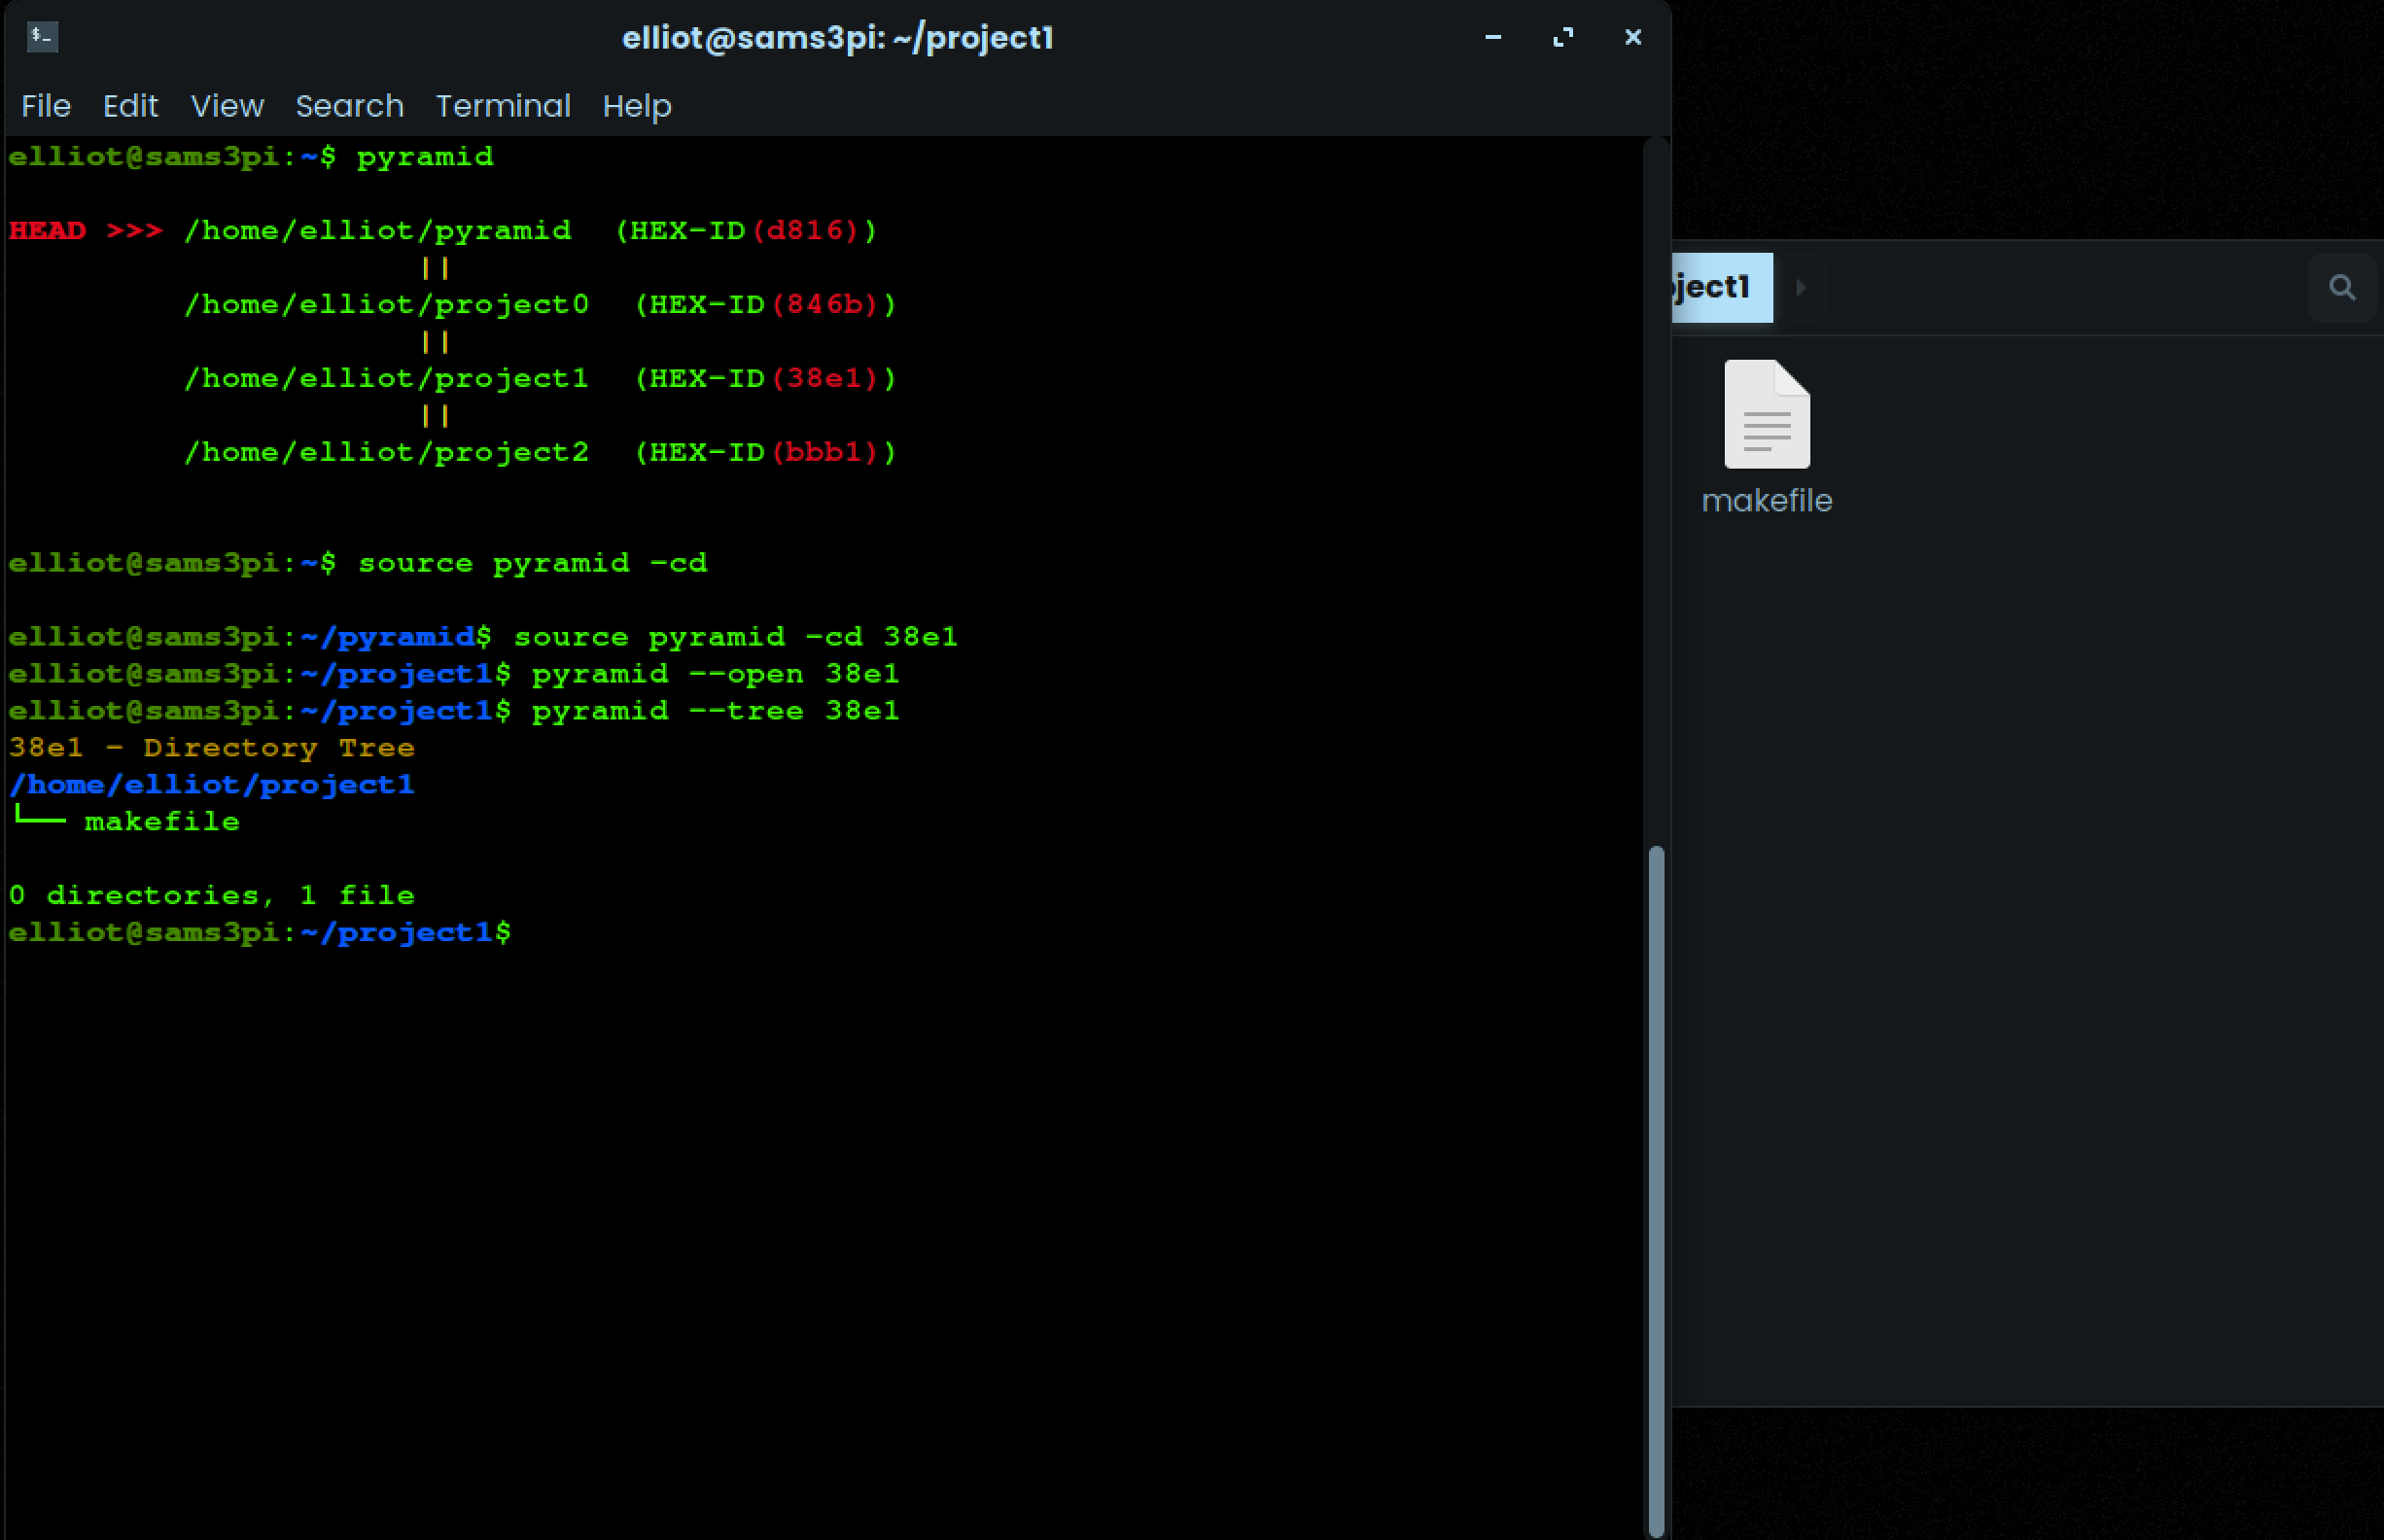 $_
elliot@sams3pi: ~/project1
File Edit View Search Terminal Help
elliot@sams3pi:~$ pyramid
HEAD >>> /home/elliot/pyramid  (HEX-ID(d816))
||
/home/elliot/project0  (HEX-ID(846b))
||
/home/elliot/project1  (HEX-ID(38e1))
||
/home/elliot/project2  (HEX-ID(bbb1))
elliot@sams3pi:~$ source pyramid -cd
elliot@sams3pi:~/pyramid$ source pyramid -cd 38e1
elliot@sams3pi:~/project1$ pyramid --open 38e1
elliot@sams3pi:~/project1$ pyramid --tree 38e1
38e1 - Directory Tree
/home/elliot/project1
└── makefile
0 directories, 1 file
elliot@sams3pi:~/project1$
oject1
makefile